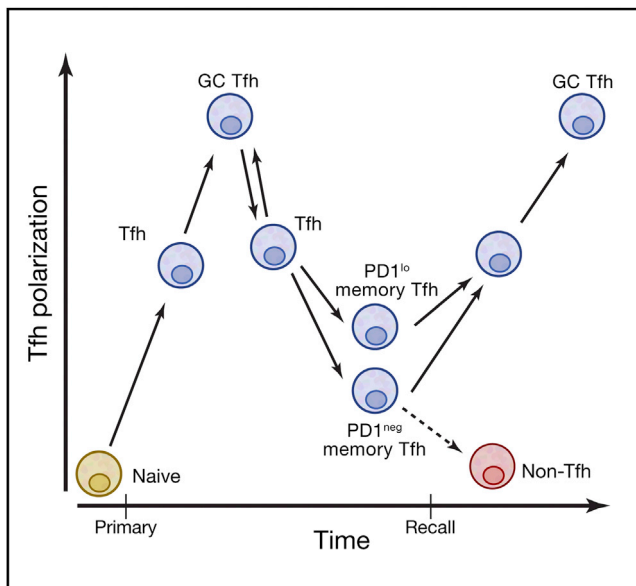 GC Tfh
GC Tfh
Tfh
Tfh
PD1ˡᵒ
memory Tfh
PD1ⁿᵉᵍ
memory Tfh
Naive
Non-Tfh
Tfh polarization
Primary
Recall
Time